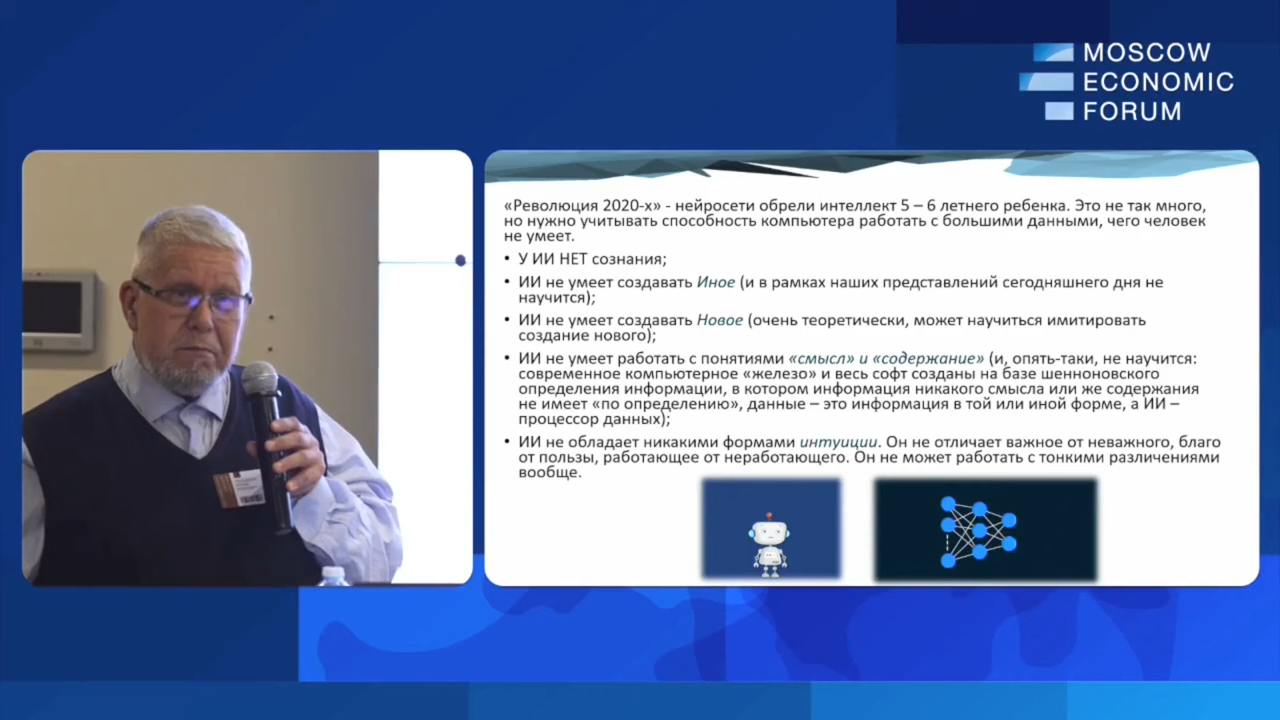 MOSCOW
ECONOMIC
FORUM
«Революция 2020-х» - нейросети обрели интеллект 5 – 6 летнего ребенка. Это не так много,
но нужно учитывать способность компьютера работать с большими данными, чего человек
не умеет.
• У ИИ НЕТ сознания;
• ИИ не умеет создавать Иное (и в рамках наших представлений сегодняшнего дня не
научится);
• ИИ не умеет создавать Новое (очень теоретически, может научиться имитировать
создание нового);
• ИИ не умеет работать с понятиями «смысл» и «содержание» (и, опять-таки, не научится:
современное компьютерное «железо» и весь софт созданы на базе шенноновского
определения информации, в котором информация никакого смысла или же содержания
не имеет «по определению», данные – это информация в той или иной форме, а ИИ –
процессор данных);
• ИИ не обладает никакими формами интуиции. Он не отличает важное от неважного, благо
от пользы, работающее от неработающего. Он не может работать с тонкими различениями
вообще.